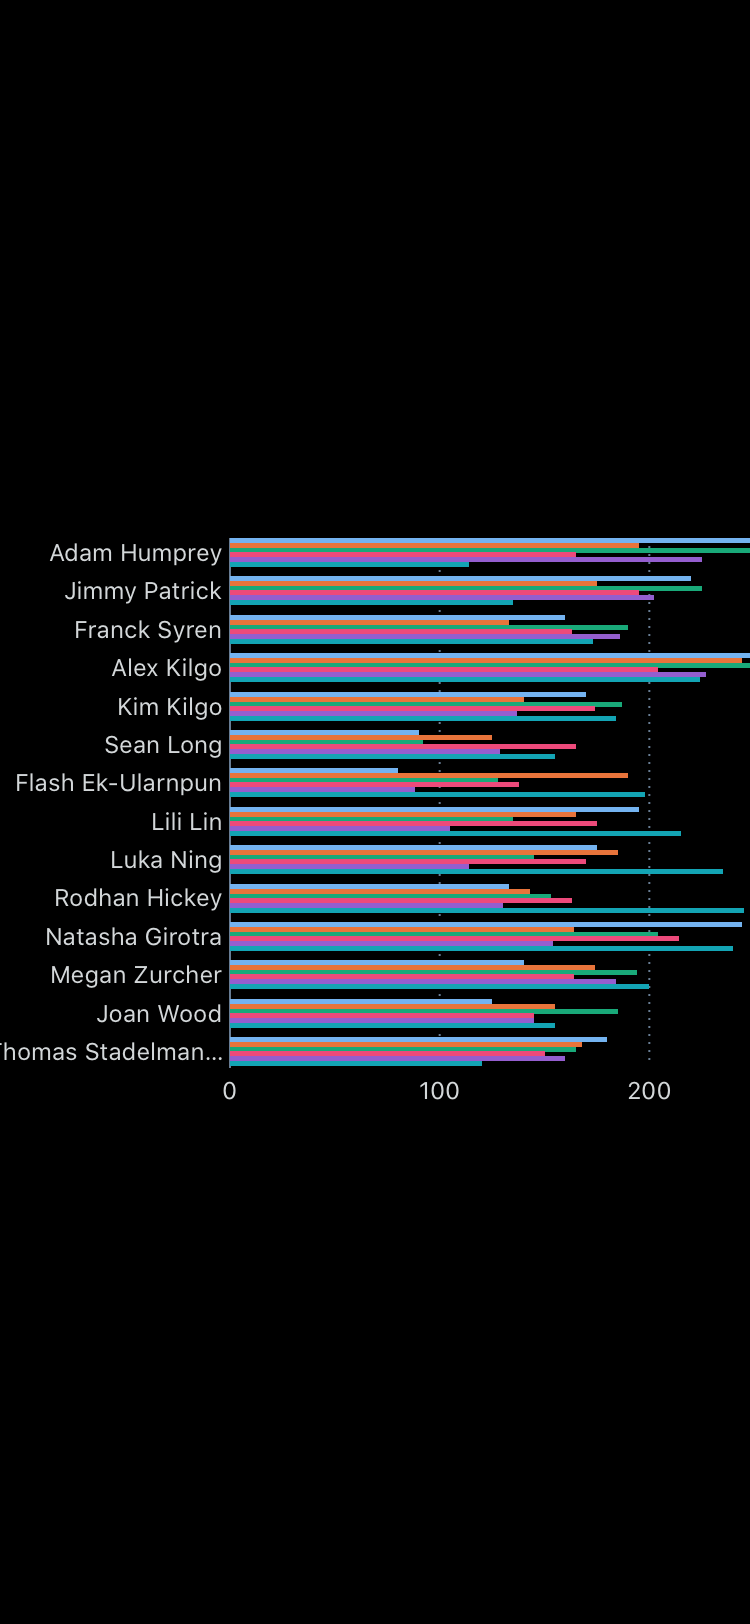 Adam Humprey
Jimmy Patrick
Franck Syren
Alex Kilgo
Kim Kilgo
Sean Long
Flash Ek-Ularnpun
Lili Lin
Luka Ning
Rodhan Hickey
Natasha Girotra
Megan Zurcher
Joan Wood
Thomas Stadelman...
0 100 200